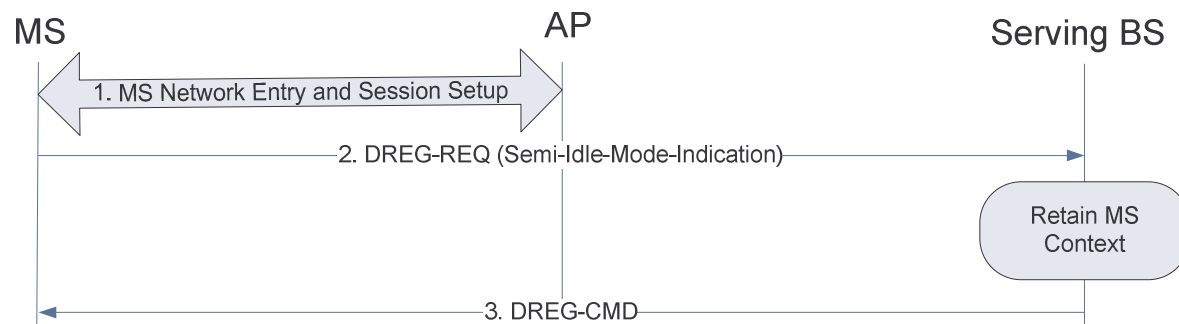 MS
AP
Serving BS
1. MS Network Entry and Session Setup
2. DREG-REQ (Semi-Idle-Mode-Indication)
Retain MS
Context
3. DREG-CMD